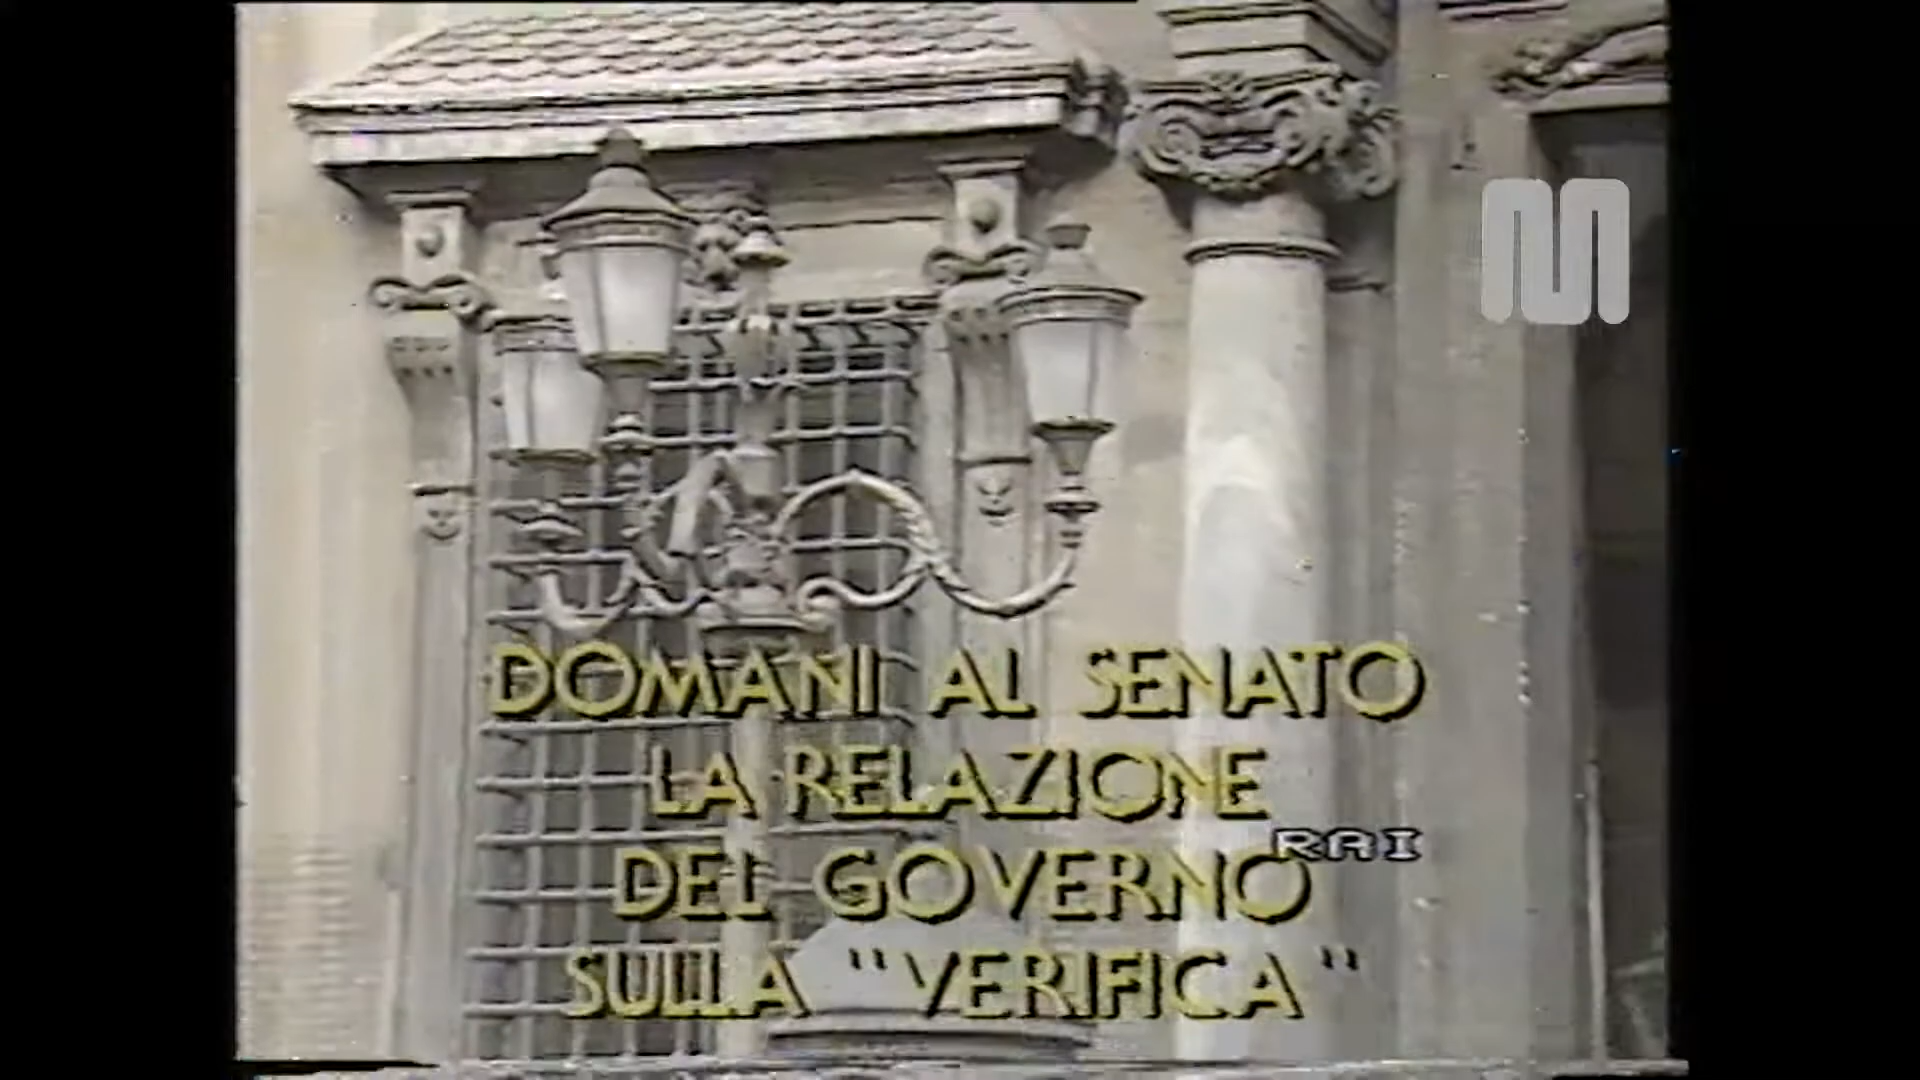 DOMANI AL SENATO
LA RELAZIONE
RAI
DEL GOVERNO
SULLA "VERIFICA"